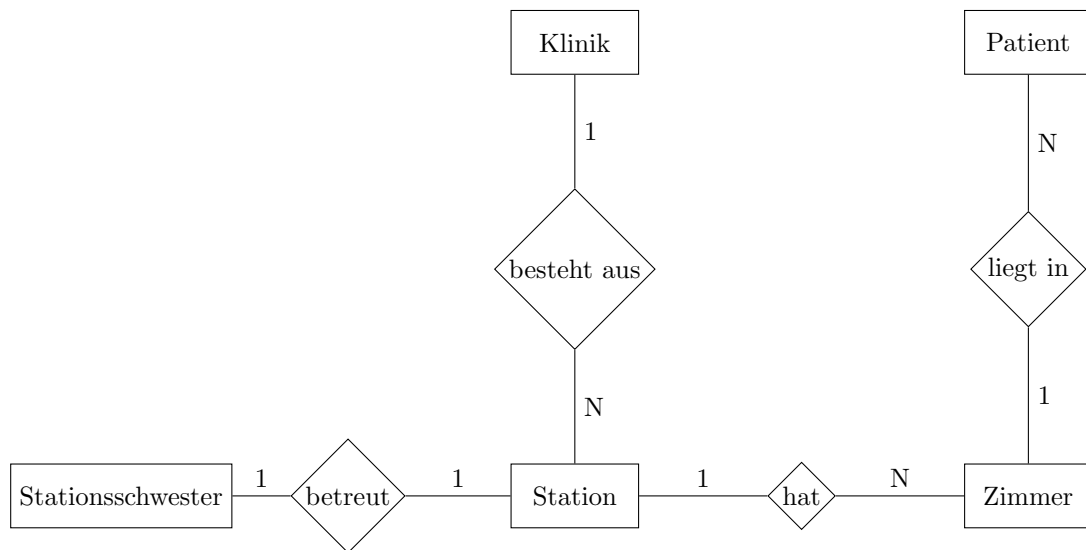 Klinik
Patient
1
N
besteht aus
liegt in
N
1
Stationsschwester
1
betreut
1
Station
1
hat
N
Zimmer